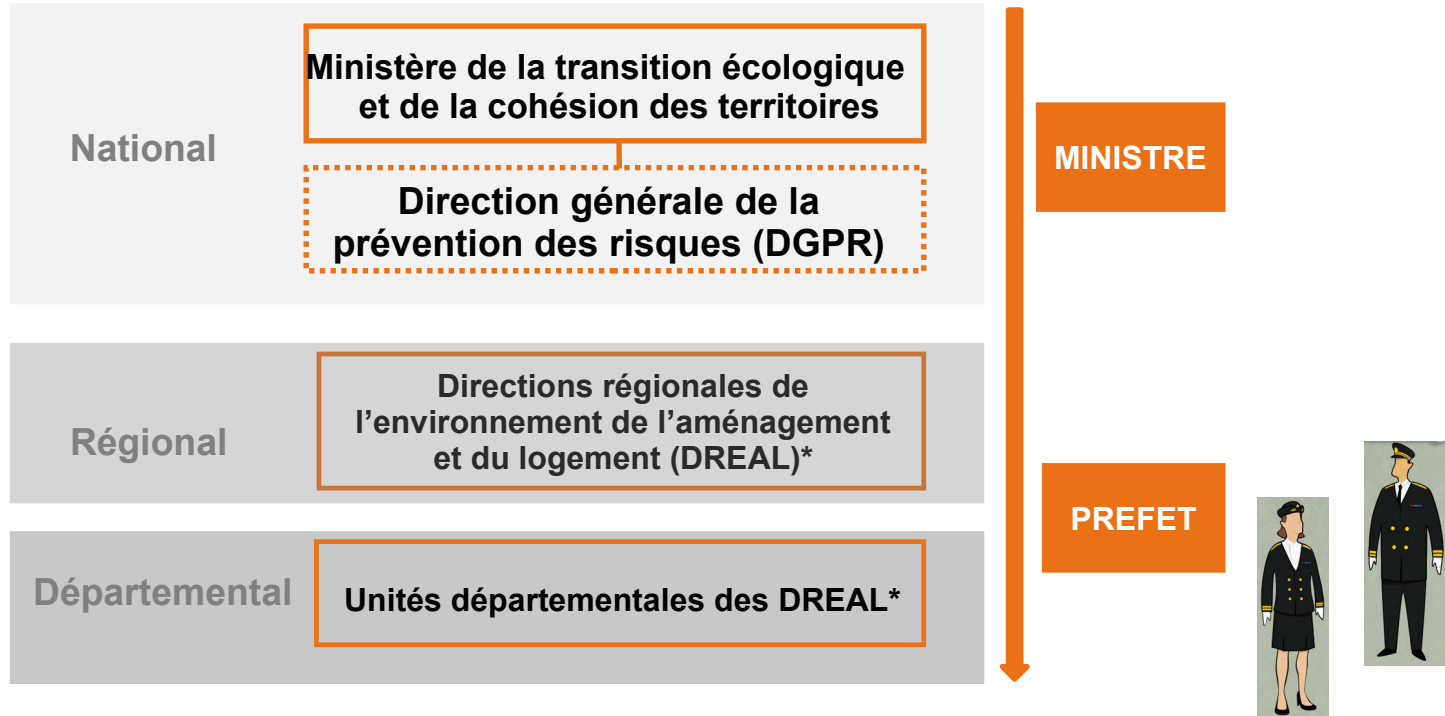 National
Ministère de la transition écologique
et de la cohésion des territoires
Direction générale de la
prévention des risques (DGPR)
MINISTRE
Régional
Directions régionales de
l’environnement de l’aménagement
et du logement (DREAL)*
PREFET
Départemental
Unités départementales des DREAL*